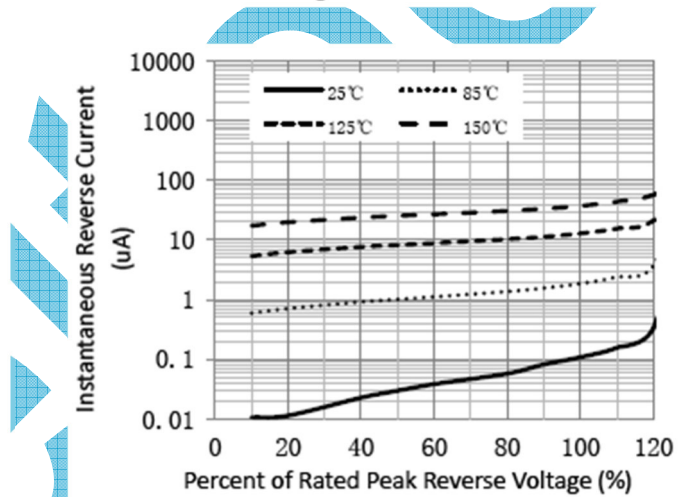 10000
1000
100
10
1
0.1
0.01
Instantaneous Reverse Current
(uA)
25℃ 85℃
125℃ 150℃
0 20 40 60 80 100 120
Percent of Rated Peak Reverse Voltage (%)